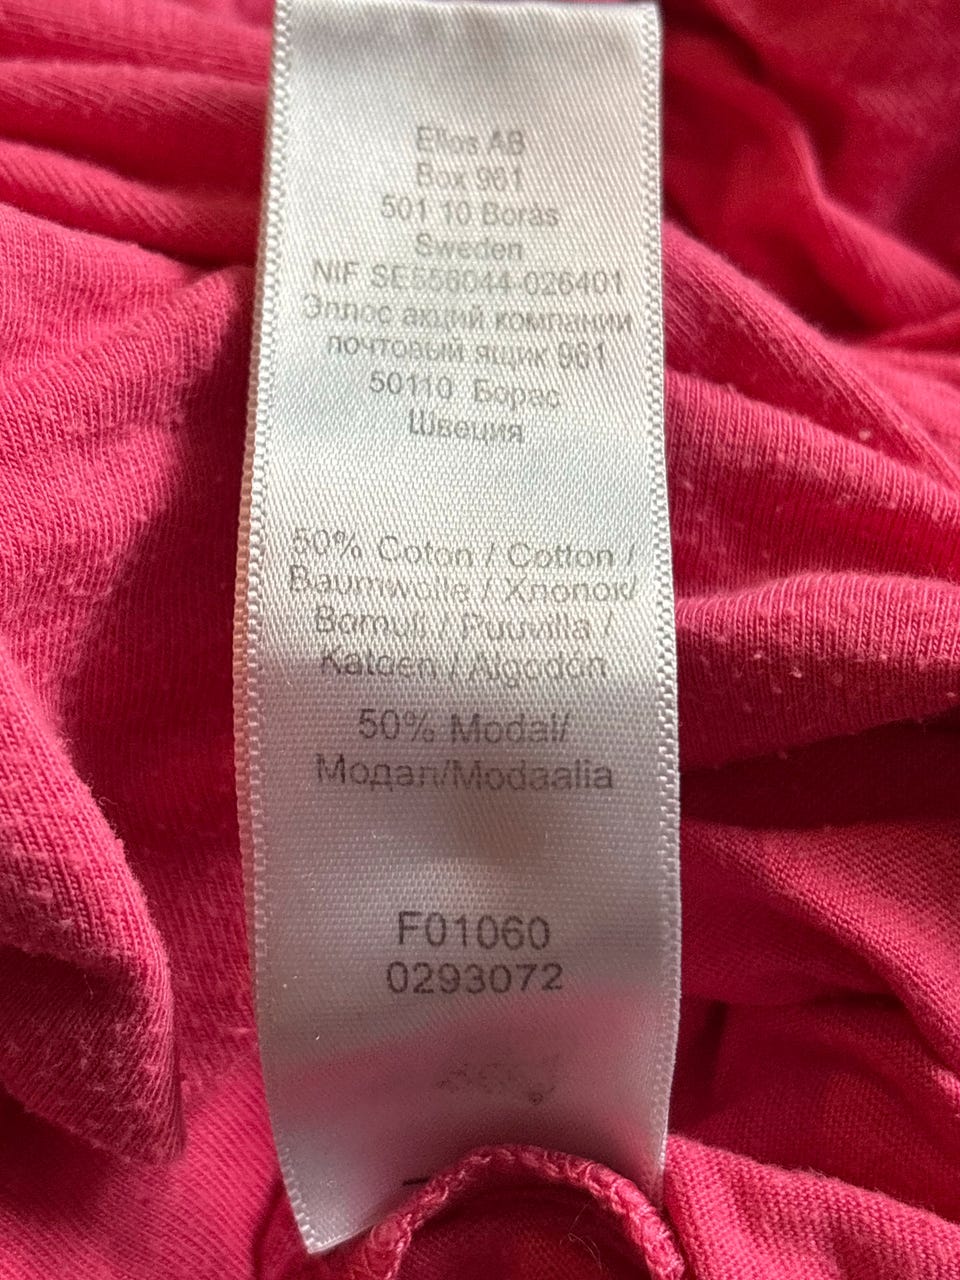 Ellos AB
Box 961
501 10 Borås
Sweden
NIF SE556044-026401
Эллос акций компании
почтовый ящик 961
50110 Борас
Швеция
50% Coton / Cotton /
Baumwolle / Хлопок/
Bomull / Puuvilla /
Katoen / Algodón
50% Modal/
Модал/Modaalia
F01060
0293072